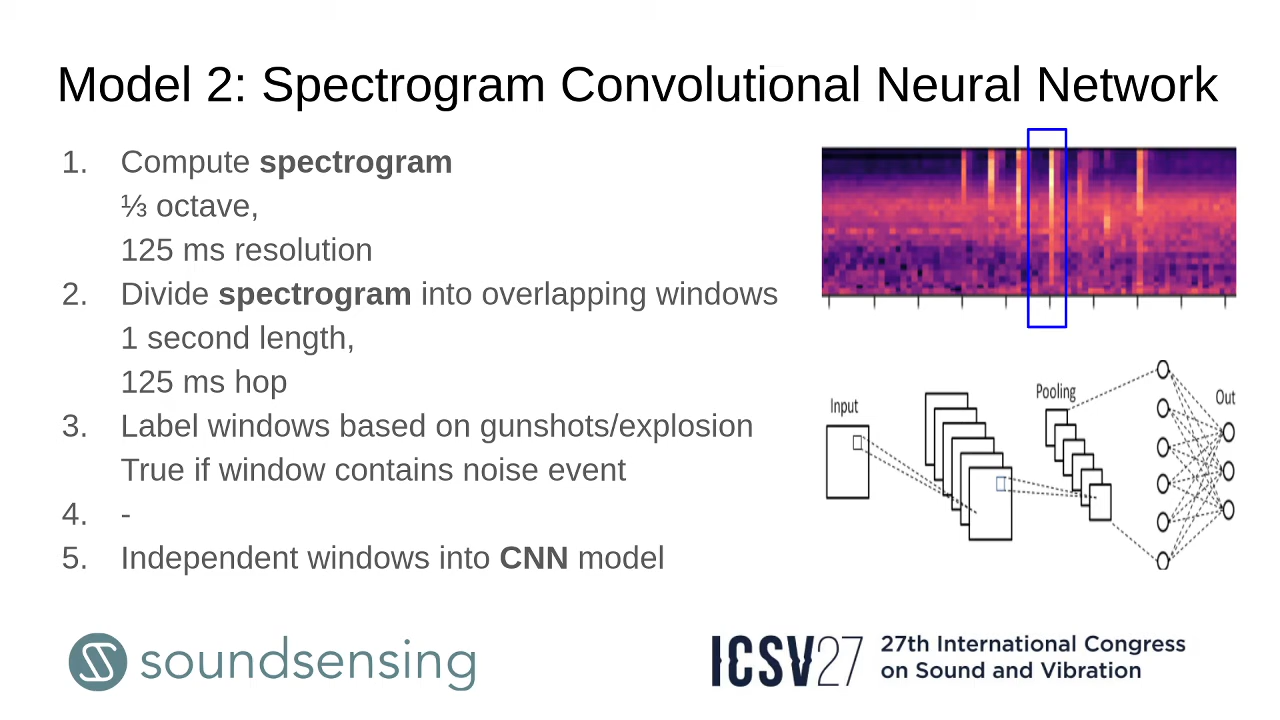 Model 2: Spectrogram Convolutional Neural Network
1. Compute spectrogram
⅓ octave,
125 ms resolution
2. Divide spectrogram into overlapping windows
1 second length,
125 ms hop
3. Label windows based on gunshots/explosion
True if window contains noise event
4. -
5. Independent windows into CNN model
Input
Pooling
Out
soundsensing
ICSV27
27th International Congress
on Sound and Vibration